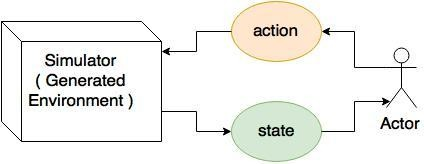 action
Simulator
( Generated
Environment )
state
Actor